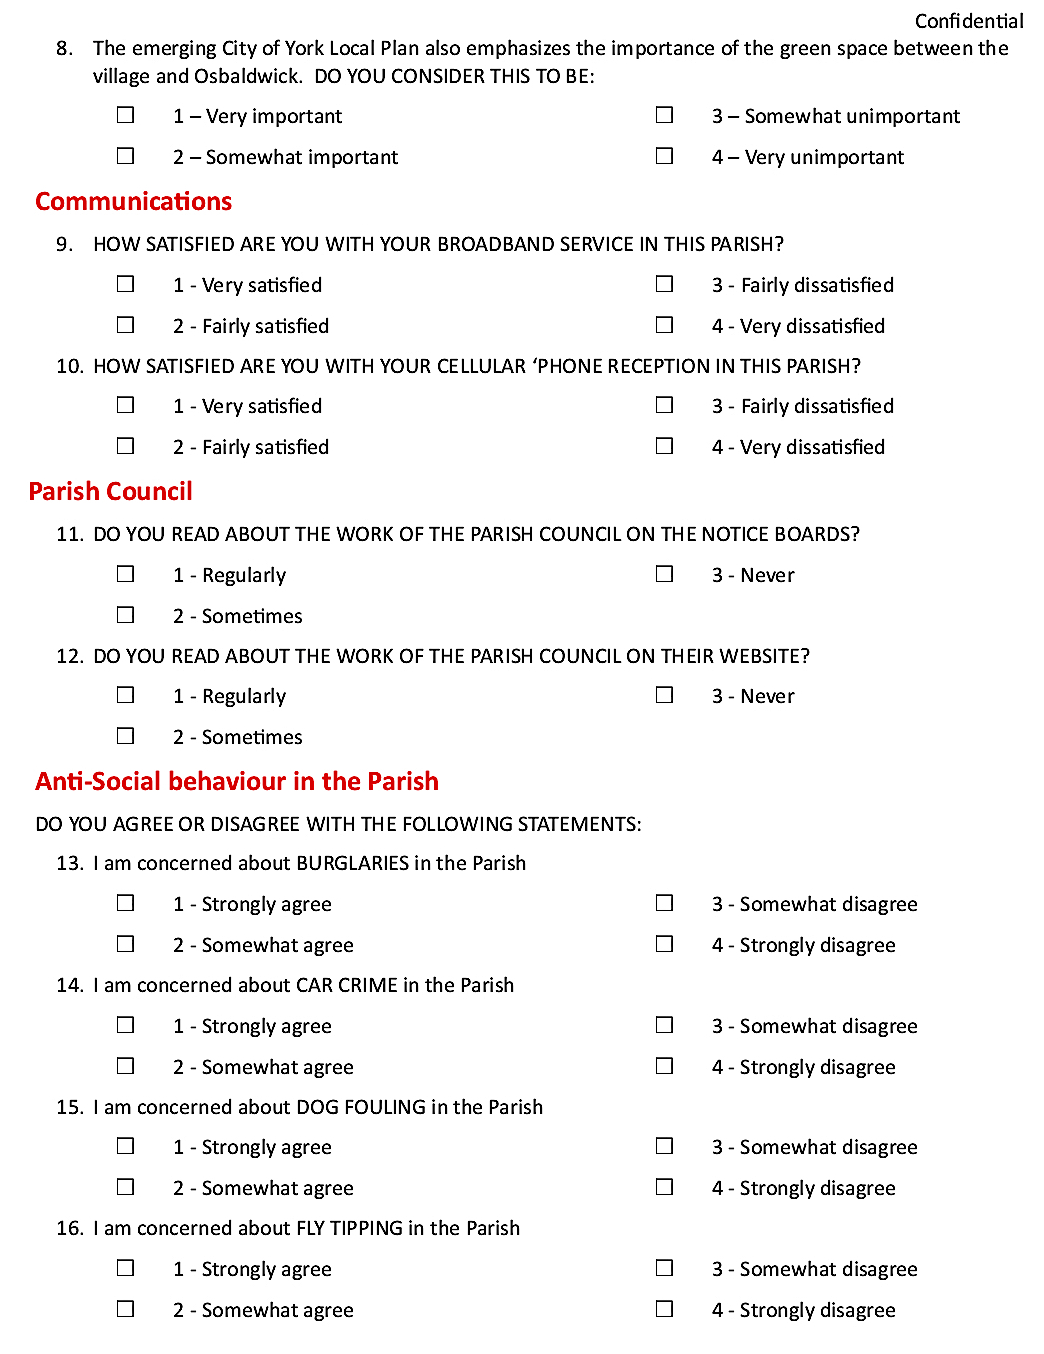 Confidential
8. The emerging City of York Local Plan also emphasizes the importance of the green space between the
village and Osbaldwick. DO YOU CONSIDER THIS TO BE:
☐ 1 – Very important ☐ 3 – Somewhat unimportant
☐ 2 – Somewhat important ☐ 4 – Very unimportant
Communications
9. HOW SATISFIED ARE YOU WITH YOUR BROADBAND SERVICE IN THIS PARISH?
☐ 1 - Very satisfied ☐ 3 - Fairly dissatisfied
☐ 2 - Fairly satisfied ☐ 4 - Very dissatisfied
10. HOW SATISFIED ARE YOU WITH YOUR CELLULAR ‘PHONE RECEPTION IN THIS PARISH?
☐ 1 - Very satisfied ☐ 3 - Fairly dissatisfied
☐ 2 - Fairly satisfied ☐ 4 - Very dissatisfied
Parish Council
11. DO YOU READ ABOUT THE WORK OF THE PARISH COUNCIL ON THE NOTICE BOARDS?
☐ 1 - Regularly ☐ 3 - Never
☐ 2 - Sometimes
12. DO YOU READ ABOUT THE WORK OF THE PARISH COUNCIL ON THEIR WEBSITE?
☐ 1 - Regularly ☐ 3 - Never
☐ 2 - Sometimes
Anti-Social behaviour in the Parish
DO YOU AGREE OR DISAGREE WITH THE FOLLOWING STATEMENTS:
13. I am concerned about BURGLARIES in the Parish
☐ 1 - Strongly agree ☐ 3 - Somewhat disagree
☐ 2 - Somewhat agree ☐ 4 - Strongly disagree
14. I am concerned about CAR CRIME in the Parish
☐ 1 - Strongly agree ☐ 3 - Somewhat disagree
☐ 2 - Somewhat agree ☐ 4 - Strongly disagree
15. I am concerned about DOG FOULING in the Parish
☐ 1 - Strongly agree ☐ 3 - Somewhat disagree
☐ 2 - Somewhat agree ☐ 4 - Strongly disagree
16. I am concerned about FLY TIPPING in the Parish
☐ 1 - Strongly agree ☐ 3 - Somewhat disagree
☐ 2 - Somewhat agree ☐ 4 - Strongly disagree